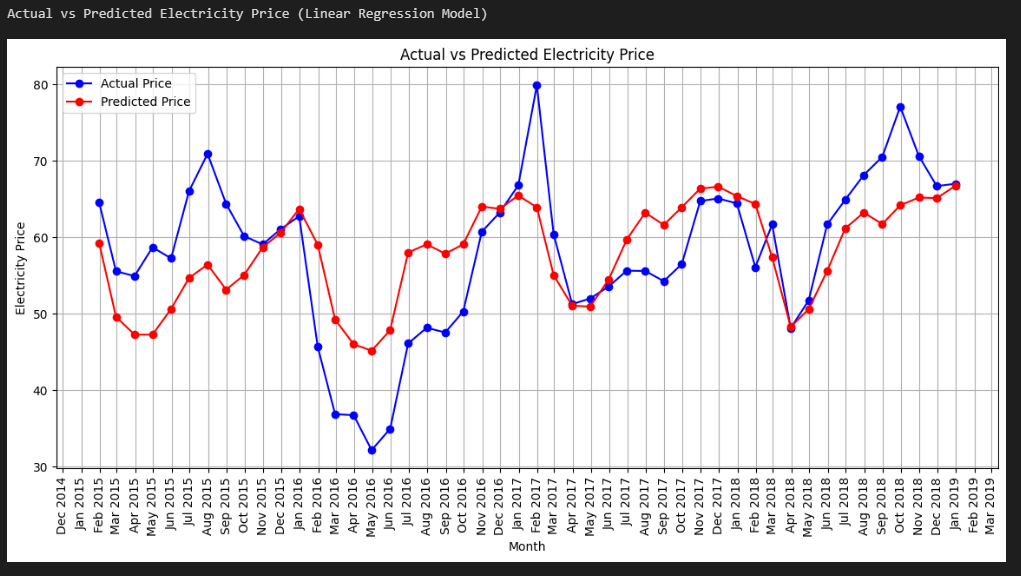 Actual vs Predicted Electricity Price (Linear Regression Model)
Actual vs Predicted Electricity Price
Actual Price
Predicted Price
Electricity Price
80
70
60
50
40
30
Dec 2014
Jan 2015
Feb 2015
Mar 2015
Apr 2015
May 2015
Jun 2015
Jul 2015
Aug 2015
Sep 2015
Oct 2015
Nov 2015
Dec 2015
Jan 2016
Feb 2016
Mar 2016
Apr 2016
May 2016
Jun 2016
Jul 2016
Aug 2016
Sep 2016
Oct 2016
Nov 2016
Dec 2016
Jan 2017
Feb 2017
Mar 2017
Apr 2017
May 2017
Jun 2017
Jul 2017
Aug 2017
Sep 2017
Oct 2017
Nov 2017
Dec 2017
Jan 2018
Feb 2018
Mar 2018
Apr 2018
May 2018
Jun 2018
Jul 2018
Aug 2018
Sep 2018
Oct 2018
Nov 2018
Dec 2018
Jan 2019
Feb 2019
Mar 2019
Month